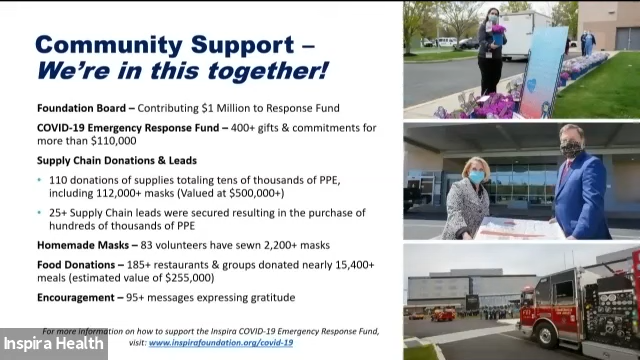 Community Support –
We're in this together!
Foundation Board – Contributing $1 Million to Response Fund
COVID-19 Emergency Response Fund – 400+ gifts & commitments for
more than $110,000
Supply Chain Donations & Leads
• 110 donations of supplies totaling tens of thousands of PPE,
including 112,000+ masks (Valued at $500,000+)
• 25+ Supply Chain leads were secured resulting in the purchase of
hundreds of thousands of PPE
Homemade Masks – 83 volunteers have sewn 2,200+ masks
Food Donations – 185+ restaurants & groups donated nearly 15,400+
meals (estimated value of $255,000)
Encouragement – 95+ messages expressing gratitude
For more information on how to support the Inspira COVID-19 Emergency Response Fund,
visit: www.inspirafoundation.org/covid-19
Inspira Health